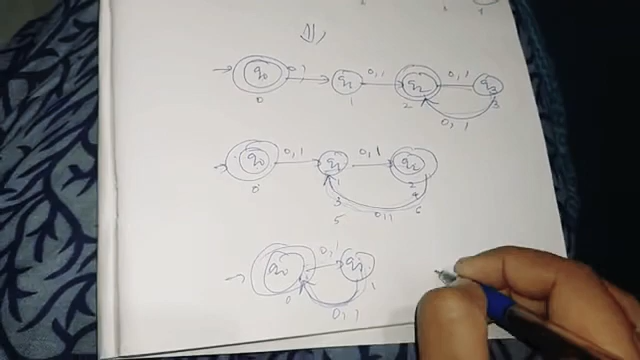 q0 0,1 q1 0,1 q2 0,1 q3
0 1 2 3
0, 1
q0 0,1 q1 0,1 q2
0 1 2
3 4
5 0,1 6
q0 0,1 q1
0 1
0, 1